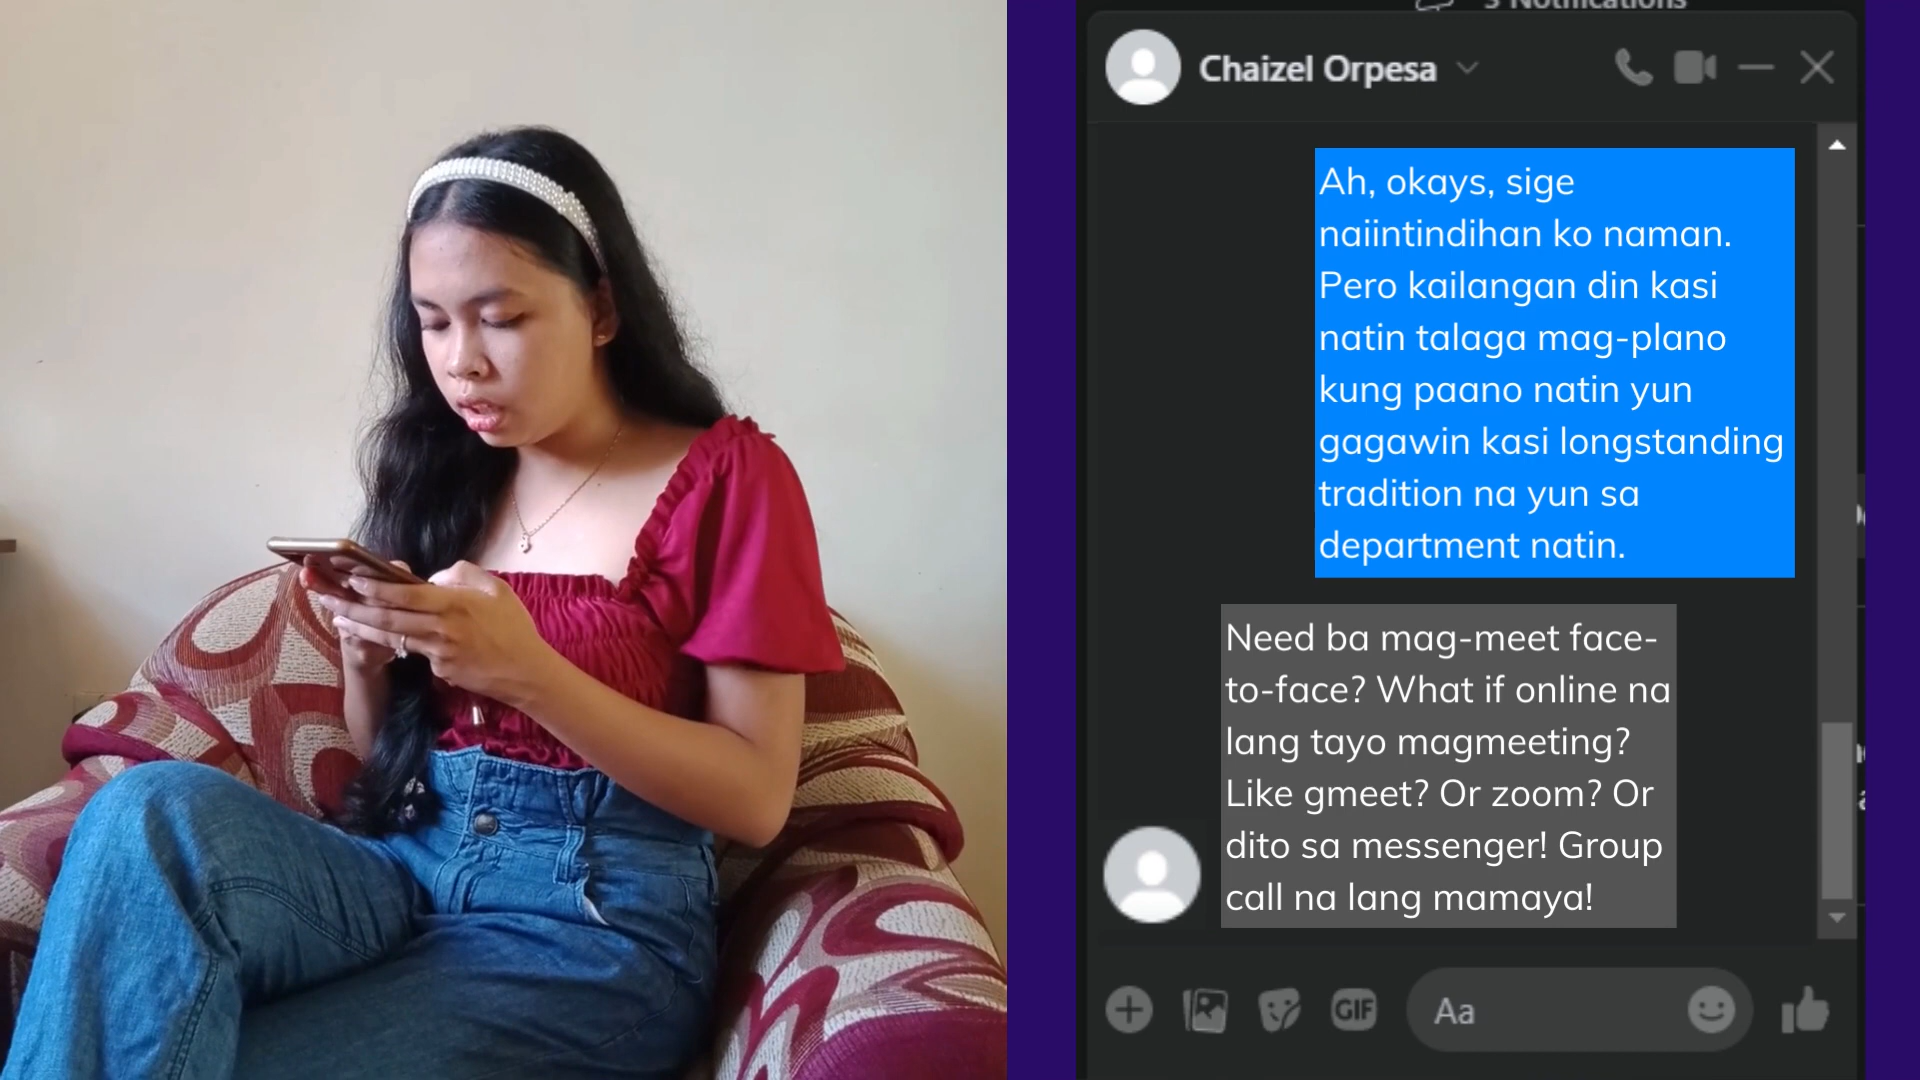 3 Notifications
Chaizel Orpesa
Ah, okays, sige
naiintindihan ko naman.
Pero kailangan din kasi
natin talaga mag-plano
kung paano natin yun
gagawin kasi longstanding
tradition na yun sa
department natin.
Need ba mag-meet face-
to-face? What if online na
lang tayo magmeeting?
Like gmeet? Or zoom? Or
dito sa messenger! Group
call na lang mamaya!
GIF
Aa